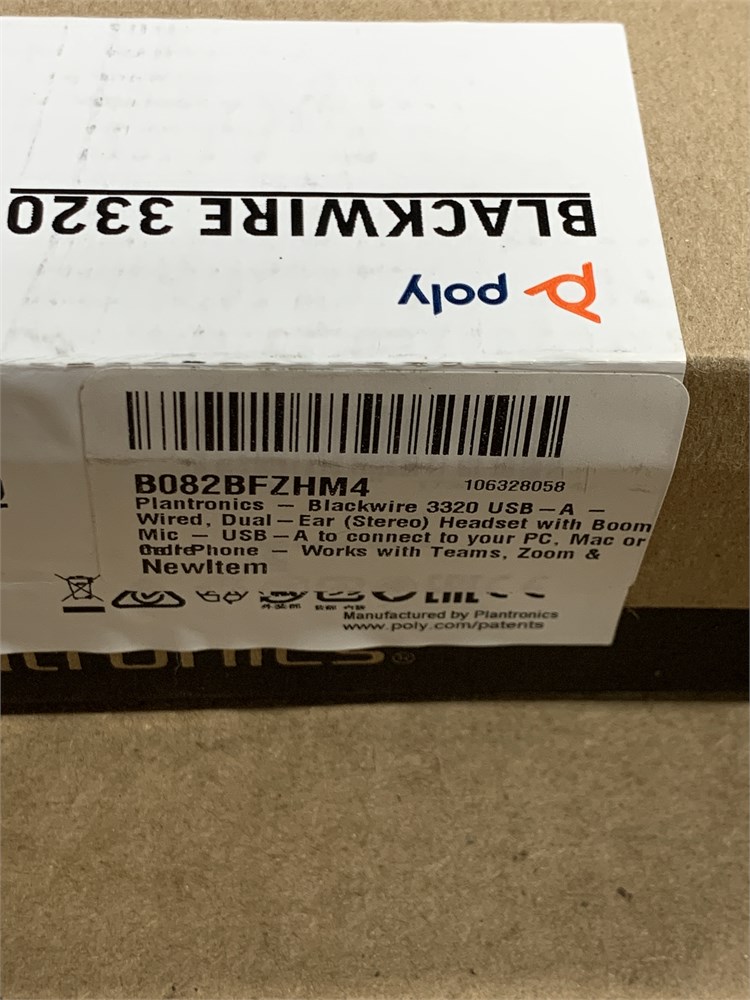 BLACKWIRE 3320
poly
B082BFZHM4 106328058
Plantronics – Blackwire 3320 USB-A –
Wired, Dual-Ear (Stereo) Headset with Boom
Mic – USB-A to connect to your PC, Mac or
Phone – Works with Teams, Zoom &
NewItem
Manufactured by Plantronics
www.poly.com/patents